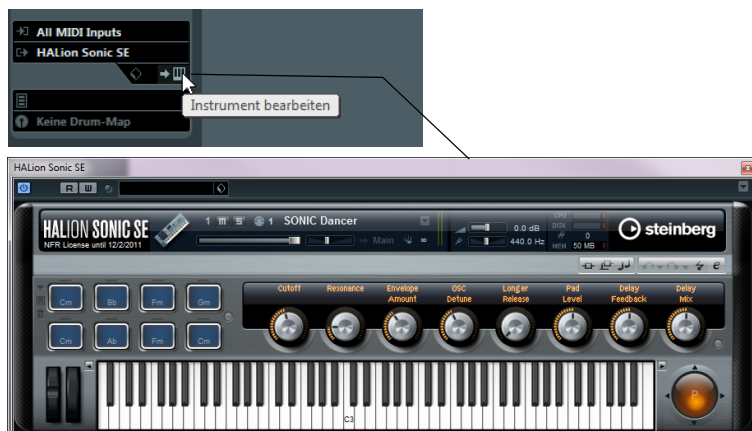 All MIDI Inputs
HALion Sonic SE
Instrument bearbeiten
Keine Drum-Map
HALion Sonic SE
R W
HALION SONIC SE
NFR License until 12/2/2011
1 m s 1 SONIC Dancer
Main
0.0 dB
440.0 Hz
CPU
DISK
# 0
MEM 50 MB
steinberg
e
Cm Bb Fm Gm
Cm Ab Fm Cm
Cutoff Resonance Envelope Amount OSC Detune Longer Release Pad Level Delay Feedback Delay Mix
C3
P